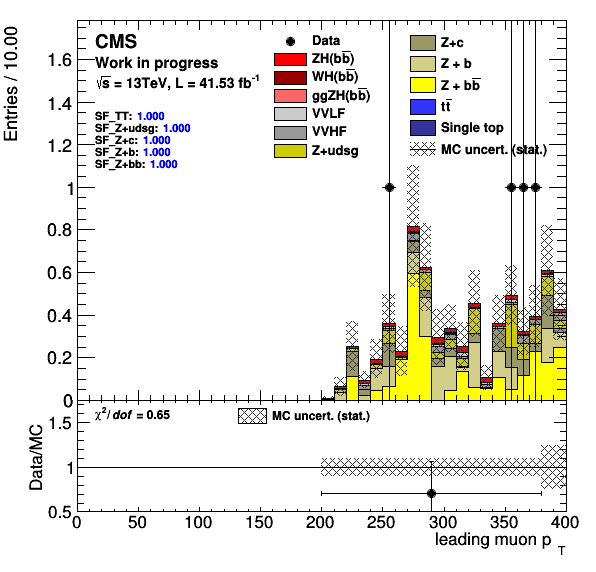 CMS
Work in progress
√s = 13TeV, L = 41.53 fb⁻¹
SF_TT: 1.000
SF_Z+udsg: 1.000
SF_Z+c: 1.000
SF_Z+b: 1.000
SF_Z+bb: 1.000
Data
ZH(bb̅)
WH(bb̅)
ggZH(bb̅)
VVLF
VVHF
Z+udsg
Z+c
Z + b
Z + bb̅
tt̅
Single top
MC uncert. (stat.)
Entries / 10.00
1.6
1.4
1.2
1
0.8
0.6
0.4
0.2
0
χ²/dof = 0.65
MC uncert. (stat.)
Data/MC
1.5
1
0.5
0 50 100 150 200 250 300 350 400
leading muon p_T